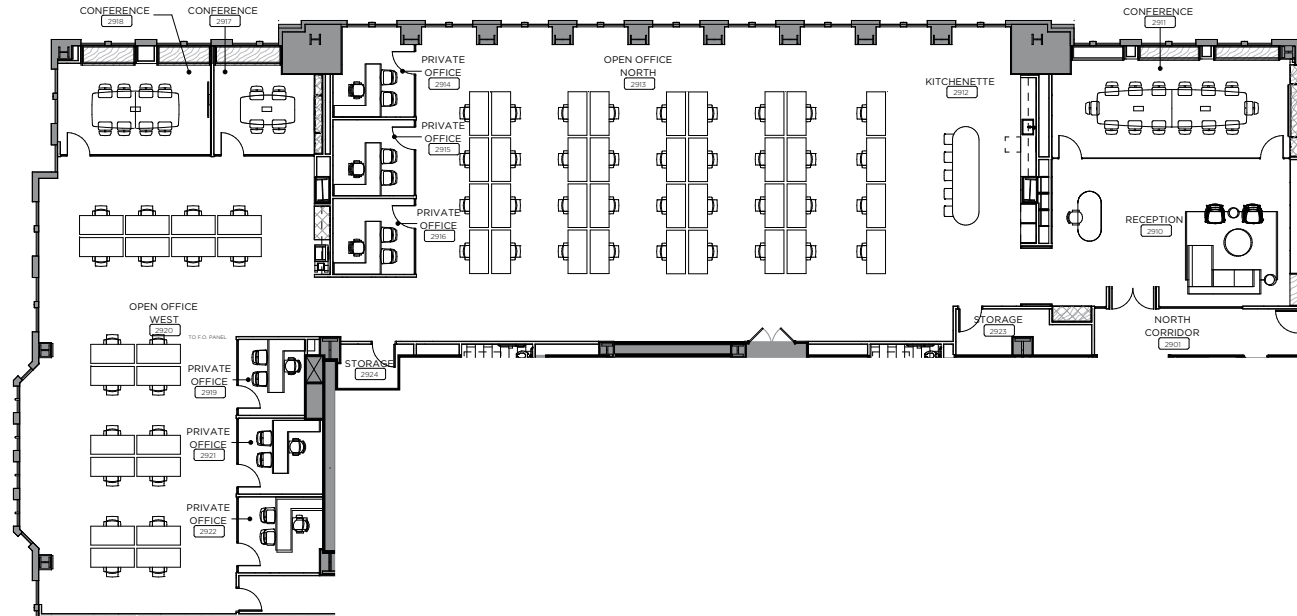 CONFERENCE
2918
CONFERENCE
2917
CONFERENCE
2911
PRIVATE
OFFICE
2914
OPEN OFFICE
NORTH
2913
KITCHENETTE
2912
PRIVATE
OFFICE
2915
PRIVATE
OFFICE
2916
RECEPTION
2910
OPEN OFFICE
WEST
2920
TO F.O. PANEL
STORAGE
2923
NORTH
CORRIDOR
2901
STORAGE
2924
PRIVATE
OFFICE
2919
PRIVATE
OFFICE
2921
PRIVATE
OFFICE
2922